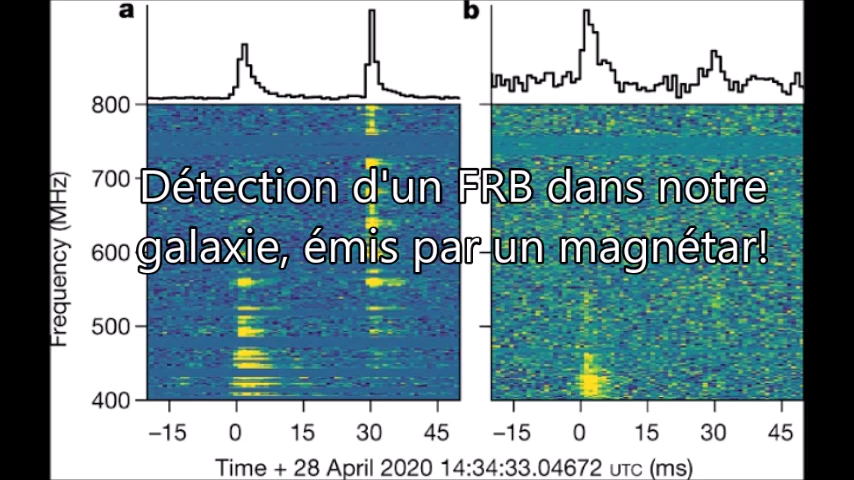 a
b
800
700
600
500
400
Frequency (MHz)
Détection d'un FRB dans notre
galaxie, émis par un magnétar!
−15 0 15 30 45
−15 0 15 30 45
Time + 28 April 2020 14:34:33.04672 UTC (ms)